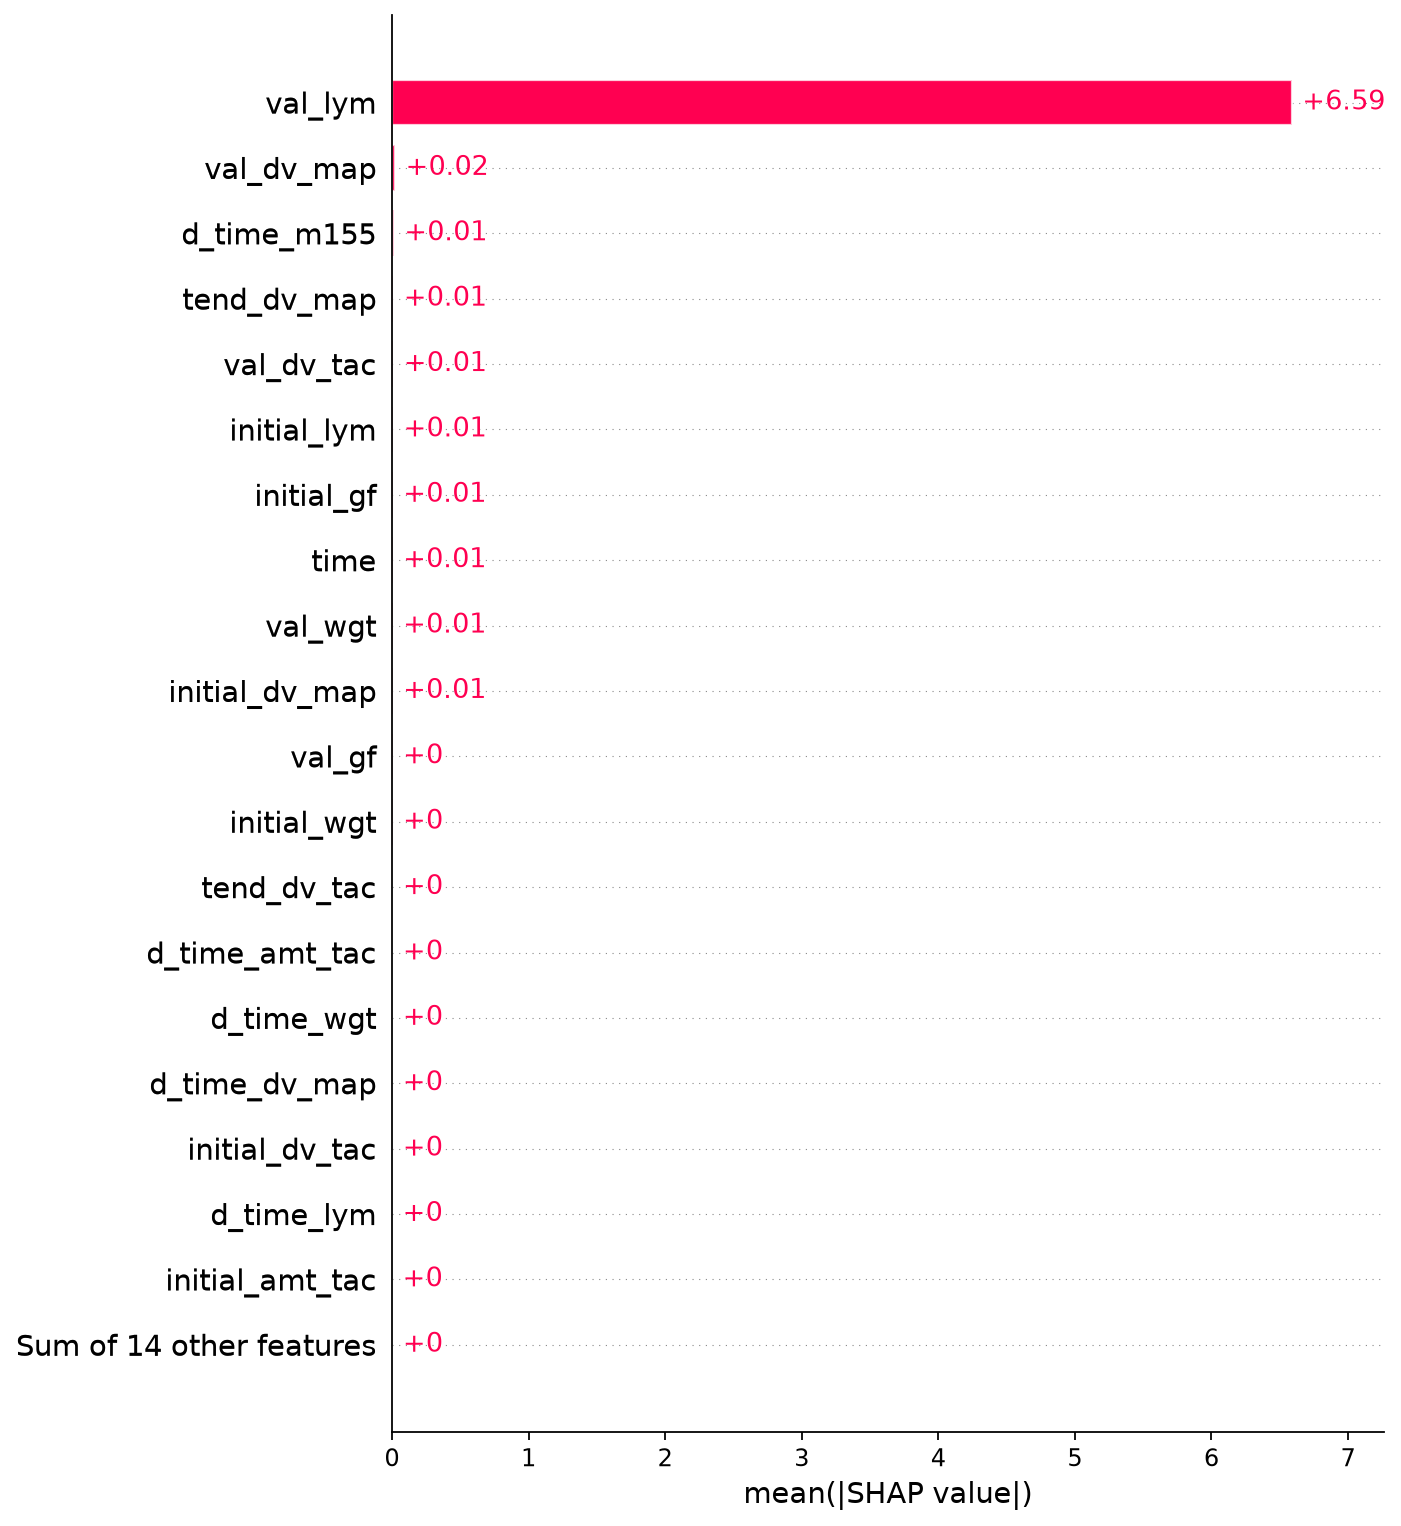 val_lym +6.59
val_dv_map +0.02
d_time_m155 +0.01
tend_dv_map +0.01
val_dv_tac +0.01
initial_lym +0.01
initial_gf +0.01
time +0.01
val_wgt +0.01
initial_dv_map +0.01
val_gf +0
initial_wgt +0
tend_dv_tac +0
d_time_amt_tac +0
d_time_wgt +0
d_time_dv_map +0
initial_dv_tac +0
d_time_lym +0
initial_amt_tac +0
Sum of 14 other features +0
0 1 2 3 4 5 6 7
mean(|SHAP value|)